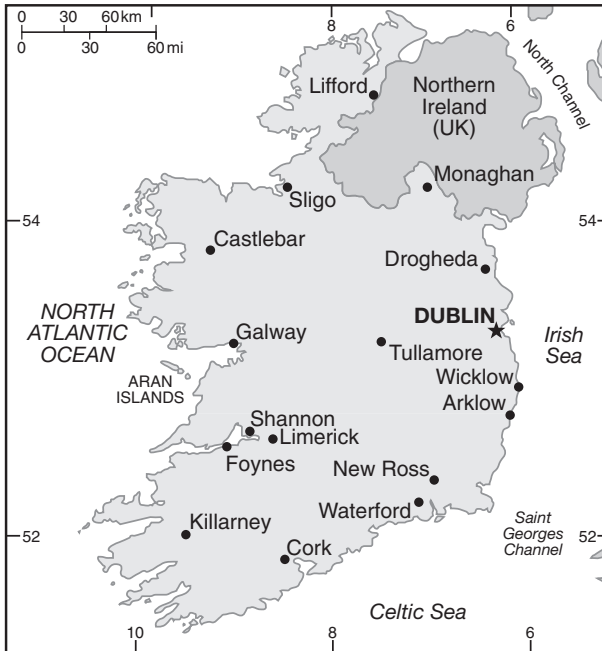 0 30 60 km
0 30 60 mi
8
6
Lifford
Northern
Ireland
(UK)
North Channel
Monaghan
Sligo
54
54
Castlebar
Drogheda
NORTH
ATLANTIC
OCEAN
DUBLIN
Irish
Sea
Galway
Tullamore
ARAN
ISLANDS
Wicklow
Arklow
Shannon
Limerick
Foynes
New Ross
Waterford
Saint
Georges
Channel
52
52
Killarney
Cork
Celtic Sea
10
8
6